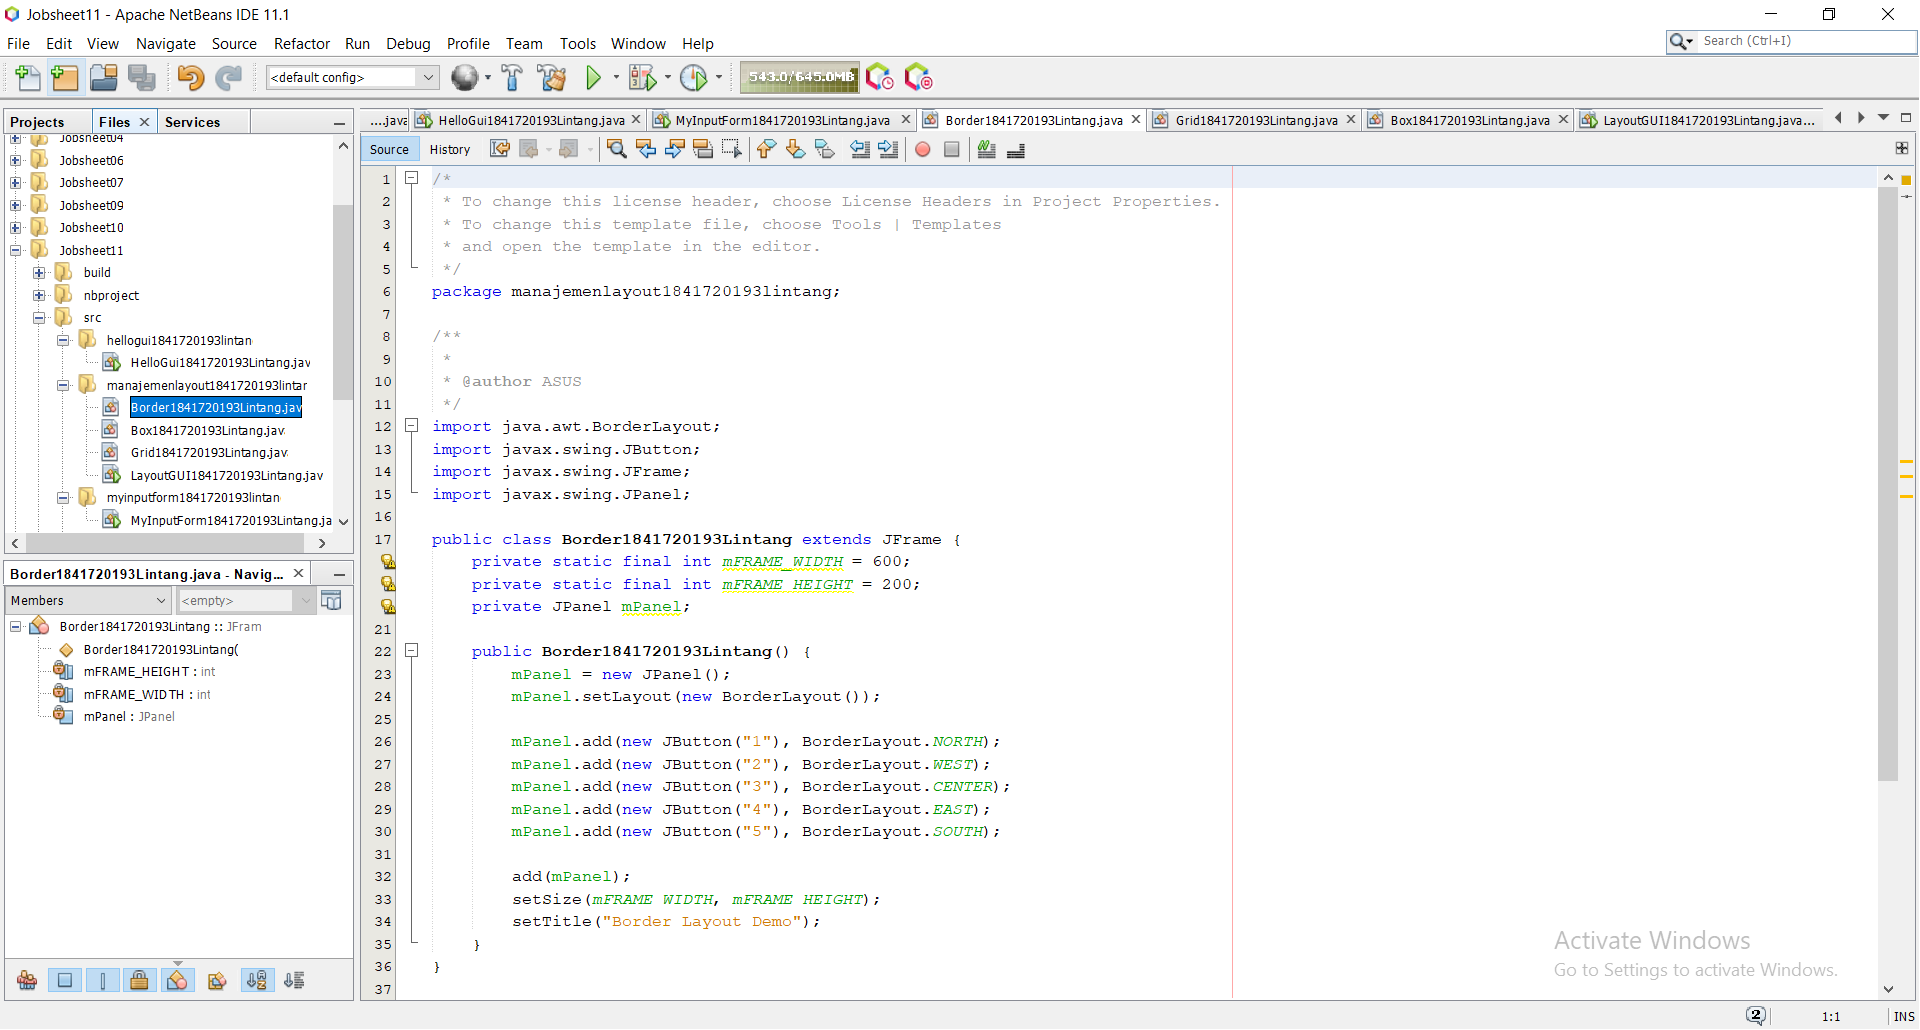 Jobsheet11 - Apache NetBeans IDE 11.1
File Edit View Navigate Source Refactor Run Debug Profile Team Tools Window Help
Search (Ctrl+I)
<default config>
543.0/645.0MB
Projects Files Services
...java HelloGui1841720193Lintang.java MyInputForm1841720193Lintang.java Border1841720193Lintang.java Grid1841720193Lintang.java Box1841720193Lintang.java LayoutGUI1841720193Lintang.java...
Source History
Jobsheet04
Jobsheet06
Jobsheet07
Jobsheet09
Jobsheet10
Jobsheet11
build
nbproject
src
hellogui1841720193lintan
HelloGui1841720193Lintang.jav
manajemenlayout1841720193lintar
Border1841720193Lintang.jav
Box1841720193Lintang.jav
Grid1841720193Lintang.jav
LayoutGUI1841720193Lintang.jav
myinputform1841720193lintan
MyInputForm1841720193Lintang.ja
Border1841720193Lintang.java - Navig...
Members <empty>
Border1841720193Lintang :: JFram
Border1841720193Lintang(
mFRAME_HEIGHT : int
mFRAME_WIDTH : int
mPanel : JPanel
1 /*
2 * To change this license header, choose License Headers in Project Properties.
3 * To change this template file, choose Tools | Templates
4 * and open the template in the editor.
5 */
6 package manajemenlayout1841720193lintang;
7
8 /**
9 *
10 * @author ASUS
11 */
12 import java.awt.BorderLayout;
13 import javax.swing.JButton;
14 import javax.swing.JFrame;
15 import javax.swing.JPanel;
16
17 public class Border1841720193Lintang extends JFrame {
private static final int mFRAME_WIDTH = 600;
private static final int mFRAME_HEIGHT = 200;
private JPanel mPanel;
21
22 public Border1841720193Lintang() {
23 mPanel = new JPanel();
24 mPanel.setLayout(new BorderLayout());
25
26 mPanel.add(new JButton("1"), BorderLayout.NORTH);
27 mPanel.add(new JButton("2"), BorderLayout.WEST);
28 mPanel.add(new JButton("3"), BorderLayout.CENTER);
29 mPanel.add(new JButton("4"), BorderLayout.EAST);
30 mPanel.add(new JButton("5"), BorderLayout.SOUTH);
31
32 add(mPanel);
33 setSize(mFRAME_WIDTH, mFRAME_HEIGHT);
34 setTitle("Border Layout Demo");
35 }
36 }
37
Activate Windows
Go to Settings to activate Windows.
2 1:1 INS